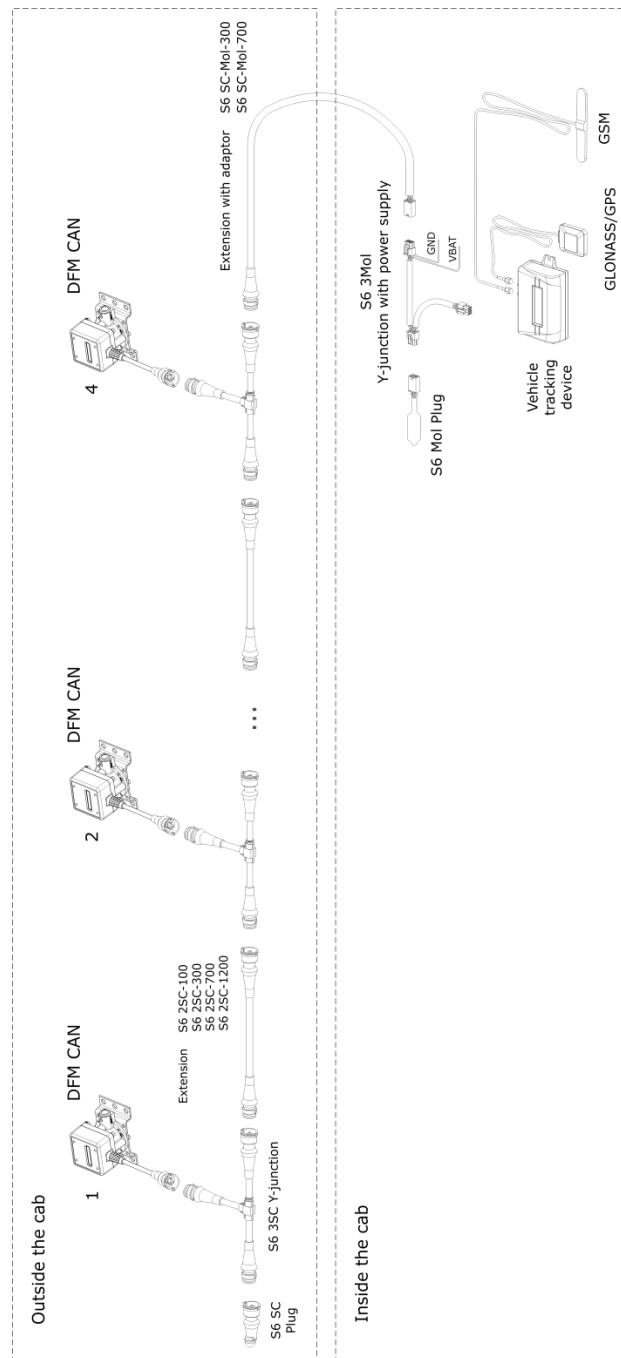 Outside the cab
DFM CAN
1
DFM CAN
2
DFM CAN
4
Extension
S6 2SC-100
S6 2SC-300
S6 2SC-700
S6 2SC-1200
...
Extension with adaptor
S6 SC-Mol-300
S6 SC-Mol-700
S6 SC
Plug
S6 3SC Y-junction
Inside the cab
S6 3Mol
Y-junction with power supply
GND
VBAT
S6 Mol Plug
Vehicle
tracking
device
GLONASS/GPS
GSM